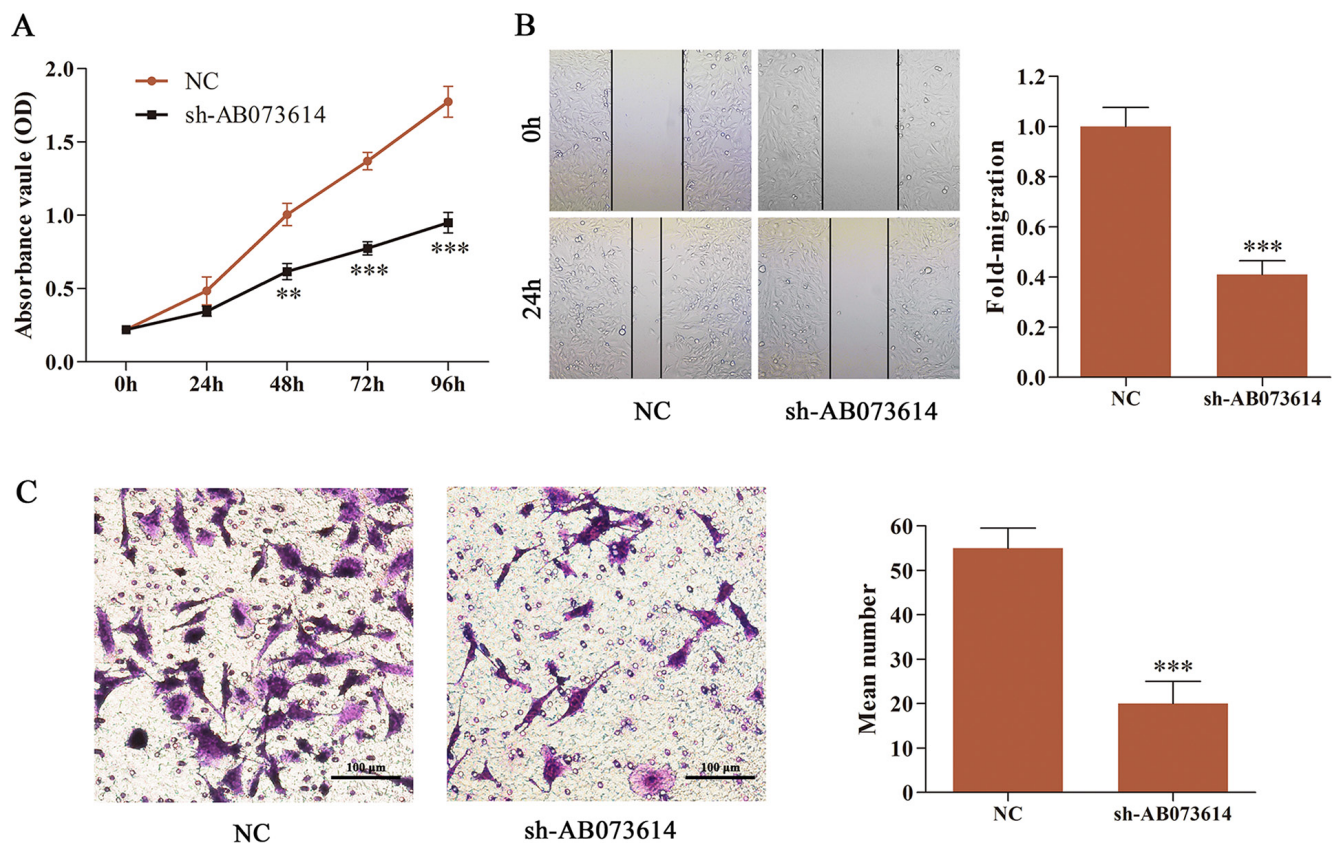 A
2.0
1.5
1.0
0.5
0.0
Absorbance vaule (OD)
NC
sh-AB073614
**
***
***
0h
24h
48h
72h
96h
B
0h
24h
NC
sh-AB073614
1.2
1.0
0.8
0.6
0.4
0.2
0.0
Fold-migration
***
NC
sh-AB073614
C
100 μm
NC
100 μm
sh-AB073614
60
50
40
30
20
10
0
Mean number
***
NC
sh-AB073614